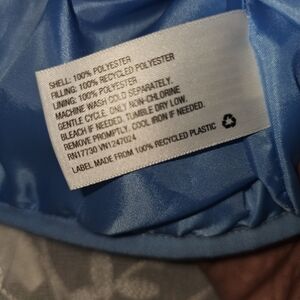 SHELL: 100% POLYESTER
FILLING: 100% RECYCLED POLYESTER
LINING: 100% POLYESTER
MACHINE WASH COLD SEPARATELY.
GENTLE CYCLE. ONLY NON-CHLORINE
BLEACH IF NEEDED. TUMBLE DRY LOW.
REMOVE PROMPTLY. COOL IRON IF NEEDED.
RN17730 VN1247024
LABEL MADE FROM 100% RECYCLED PLASTIC